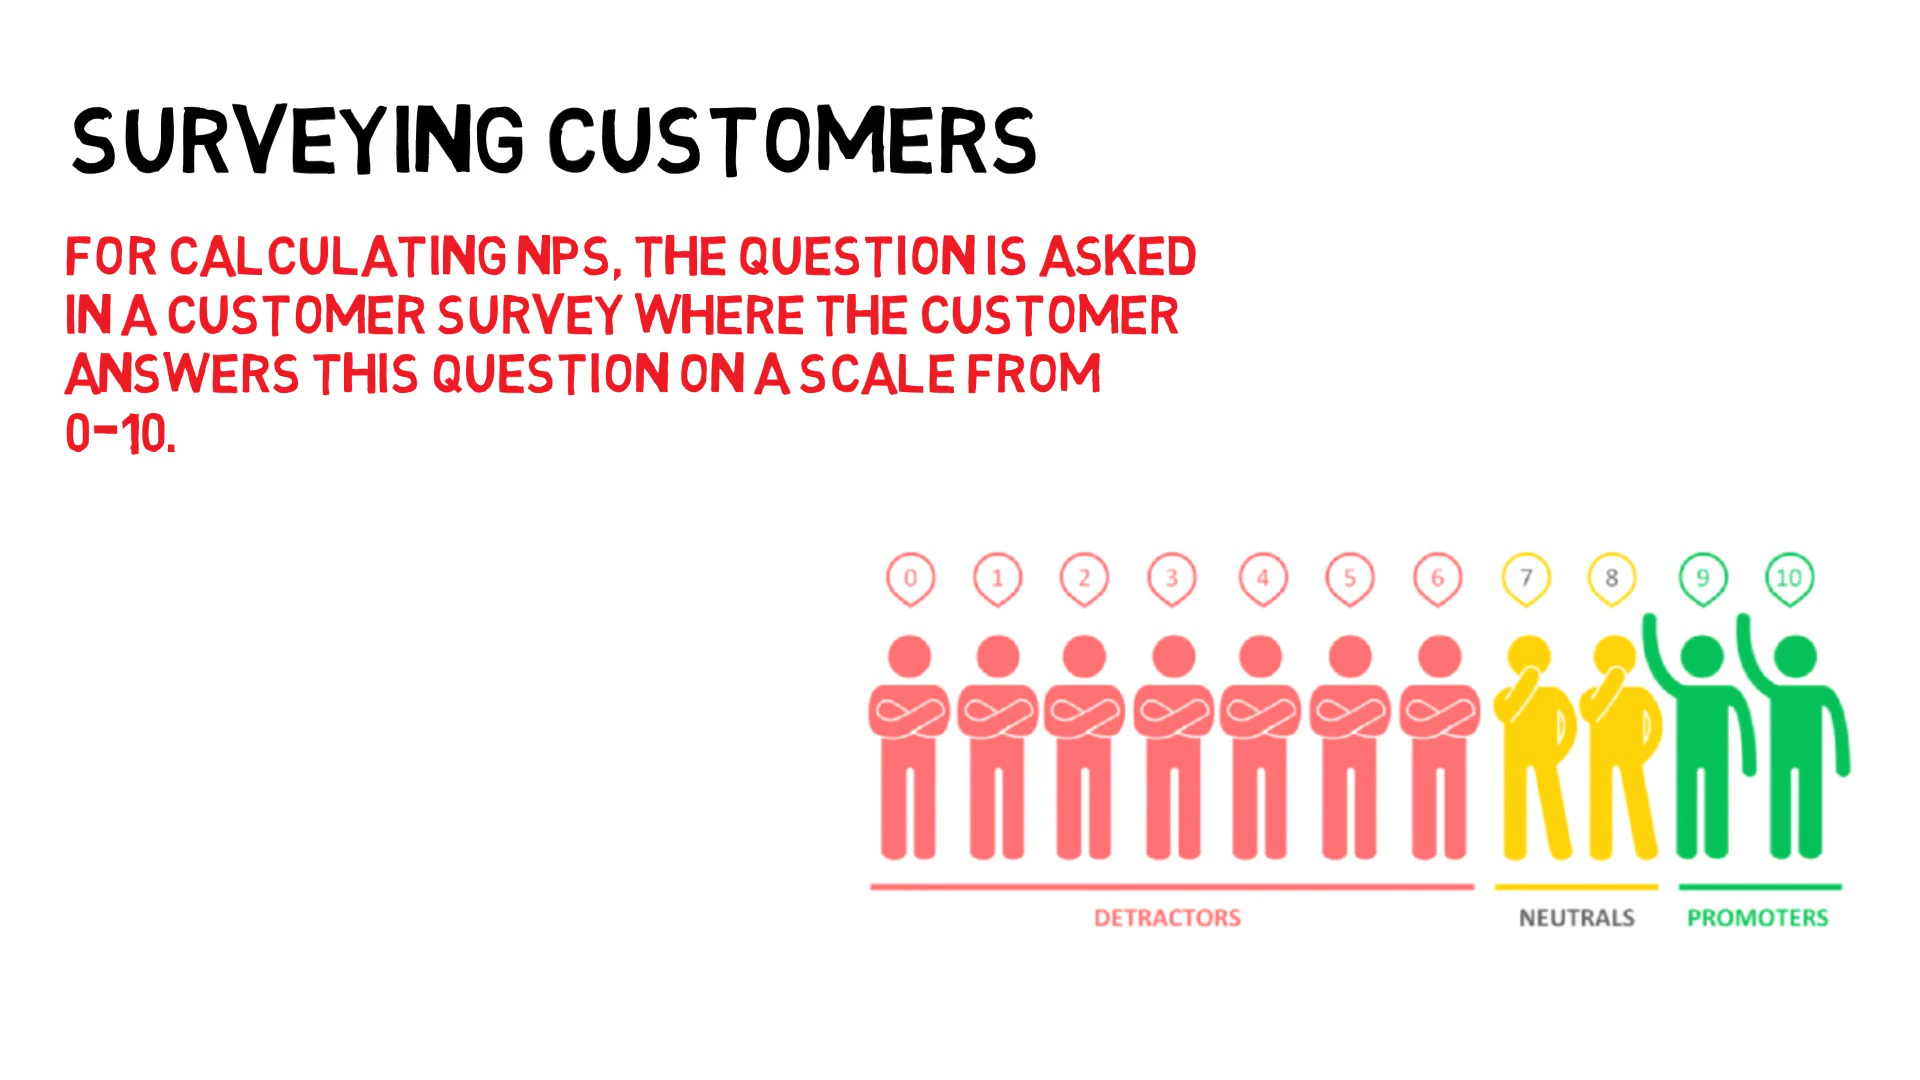 SURVEYING CUSTOMERS
FOR CALCULATING NPS, THE QUESTION IS ASKED
IN A CUSTOMER SURVEY WHERE THE CUSTOMER
ANSWERS THIS QUESTION ON A SCALE FROM
0-10.
0 1 2 3 4 5 6 7 8 9 10
DETRACTORS NEUTRALS PROMOTERS